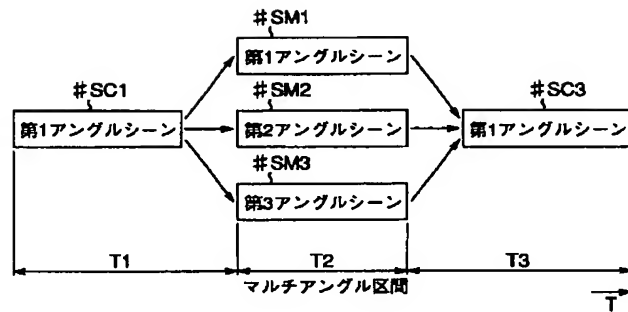 #SM1
第1アングルシーン
#SC1
第1アングルシーン
#SM2
第2アングルシーン
#SC3
第1アングルシーン
#SM3
第3アングルシーン
T1
T2
T3
マルチアングル区間
T